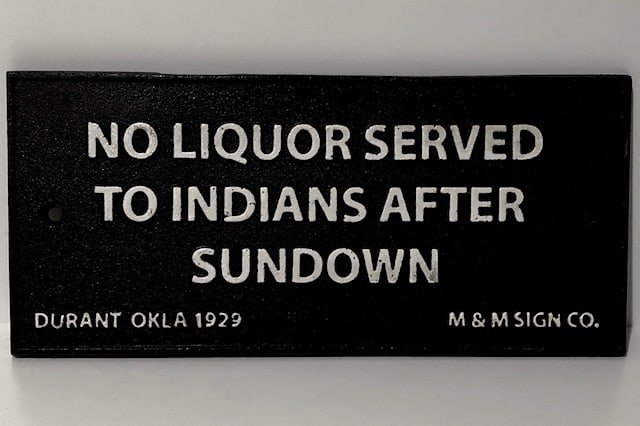 NO LIQUOR SERVED
TO INDIANS AFTER
SUNDOWN
DURANT OKLA 1929 M & M SIGN CO.